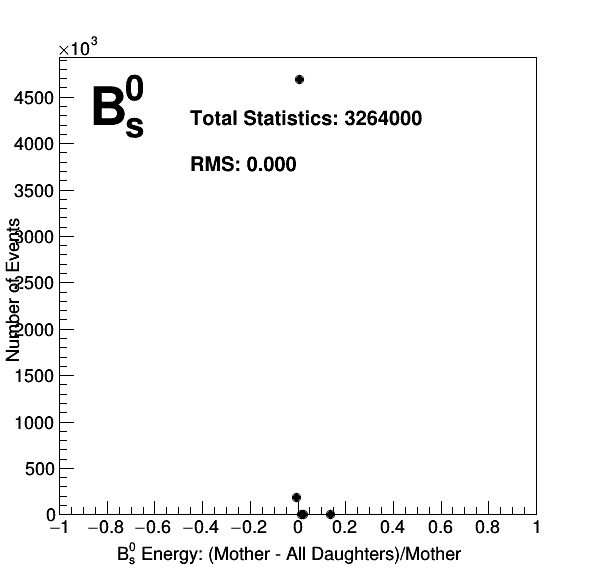 ×10³
B⁰ₛ
Total Statistics: 3264000
RMS: 0.000
Number of Events
4500
4000
3500
3000
2500
2000
1500
1000
500
0
−1 −0.8 −0.6 −0.4 −0.2 0 0.2 0.4 0.6 0.8 1
B⁰ₛ Energy: (Mother - All Daughters)/Mother